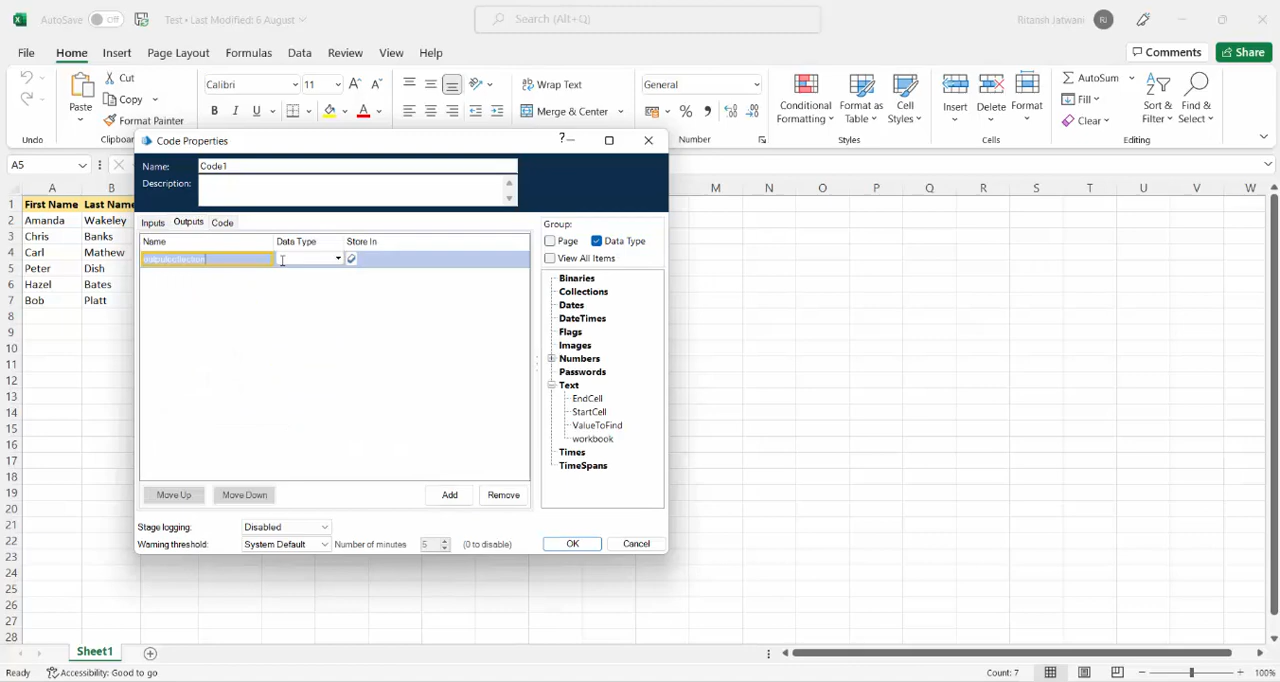 AutoSave Off Test • Last Modified: 6 August Search (Alt+Q) Ritansh Jatwani RJ
File Home Insert Page Layout Formulas Data Review View Help Comments Share
Undo
Paste Cut Copy Format Painter
Calibri 11
B I U
Wrap Text
Merge & Center
General
Number
Conditional Formatting Format as Table Cell Styles
Styles
Insert Delete Format
Cells
AutoSum Fill Clear
Sort & Filter Find & Select
Editing
A5
A B M N O P Q R S T U V W
1 First Name Last Name
2 Amanda Wakeley
3 Chris Banks
4 Carl Mathew
5 Peter Dish
6 Hazel Bates
7 Bob Platt
8
9
10
11
12
13
14
15
16
17
18
19
20
21
22
23
24
25
26
27
28
Code Properties
Name: Code1
Description:
Inputs Outputs Code
Name Data Type Store In
outputcollection
Move Up Move Down Add Remove
Group:
Page Data Type
View All Items
Binaries
Collections
Dates
DateTimes
Flags
Images
Numbers
Passwords
Text
EndCell
StartCell
ValueToFind
workbook
Times
TimeSpans
Stage logging: Disabled
Warning threshold: System Default Number of minutes 5 (0 to disable)
OK Cancel
Sheet1
Ready Accessibility: Good to go Count: 7 100%